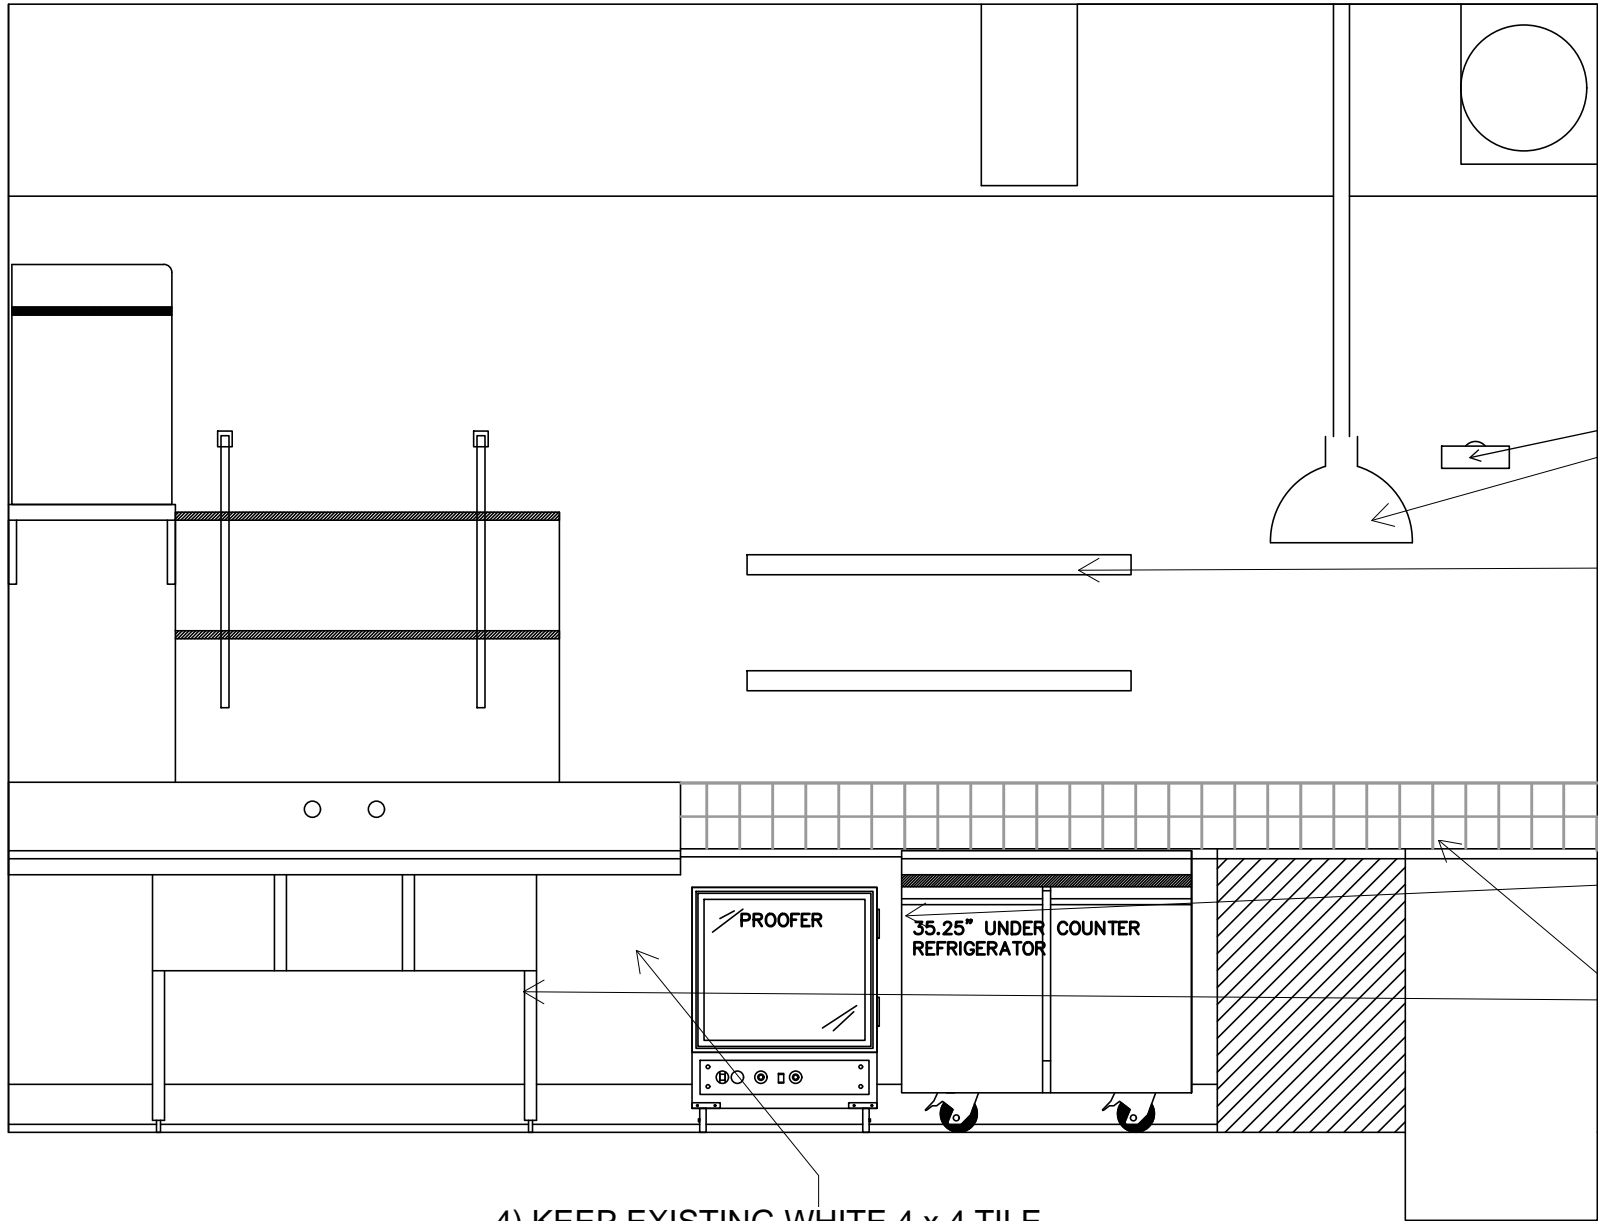 PROOFER
35.25" UNDER COUNTER
REFRIGERATOR
4) KEEP EXISTING WHITE 4 x 4 TILE